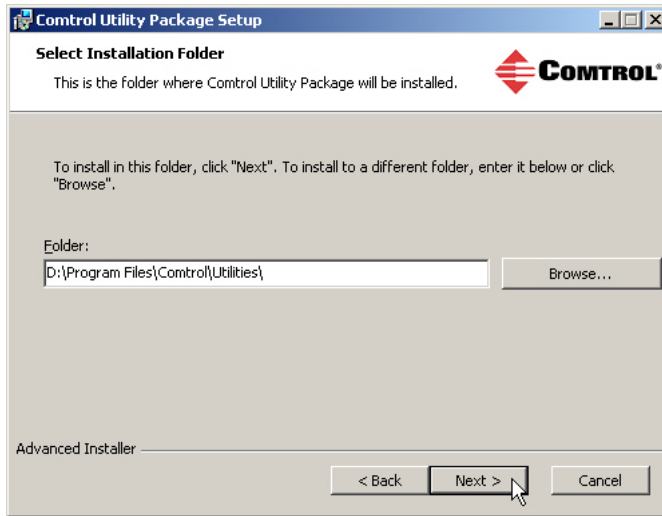 Comtrol Utility Package Setup
Select Installation Folder
This is the folder where Comtrol Utility Package will be installed.
COMTROL®
To install in this folder, click "Next". To install to a different folder, enter it below or click
"Browse".
Folder:
D:\Program Files\Comtrol\Utilities\
Browse...
Advanced Installer
< Back
Next >
Cancel